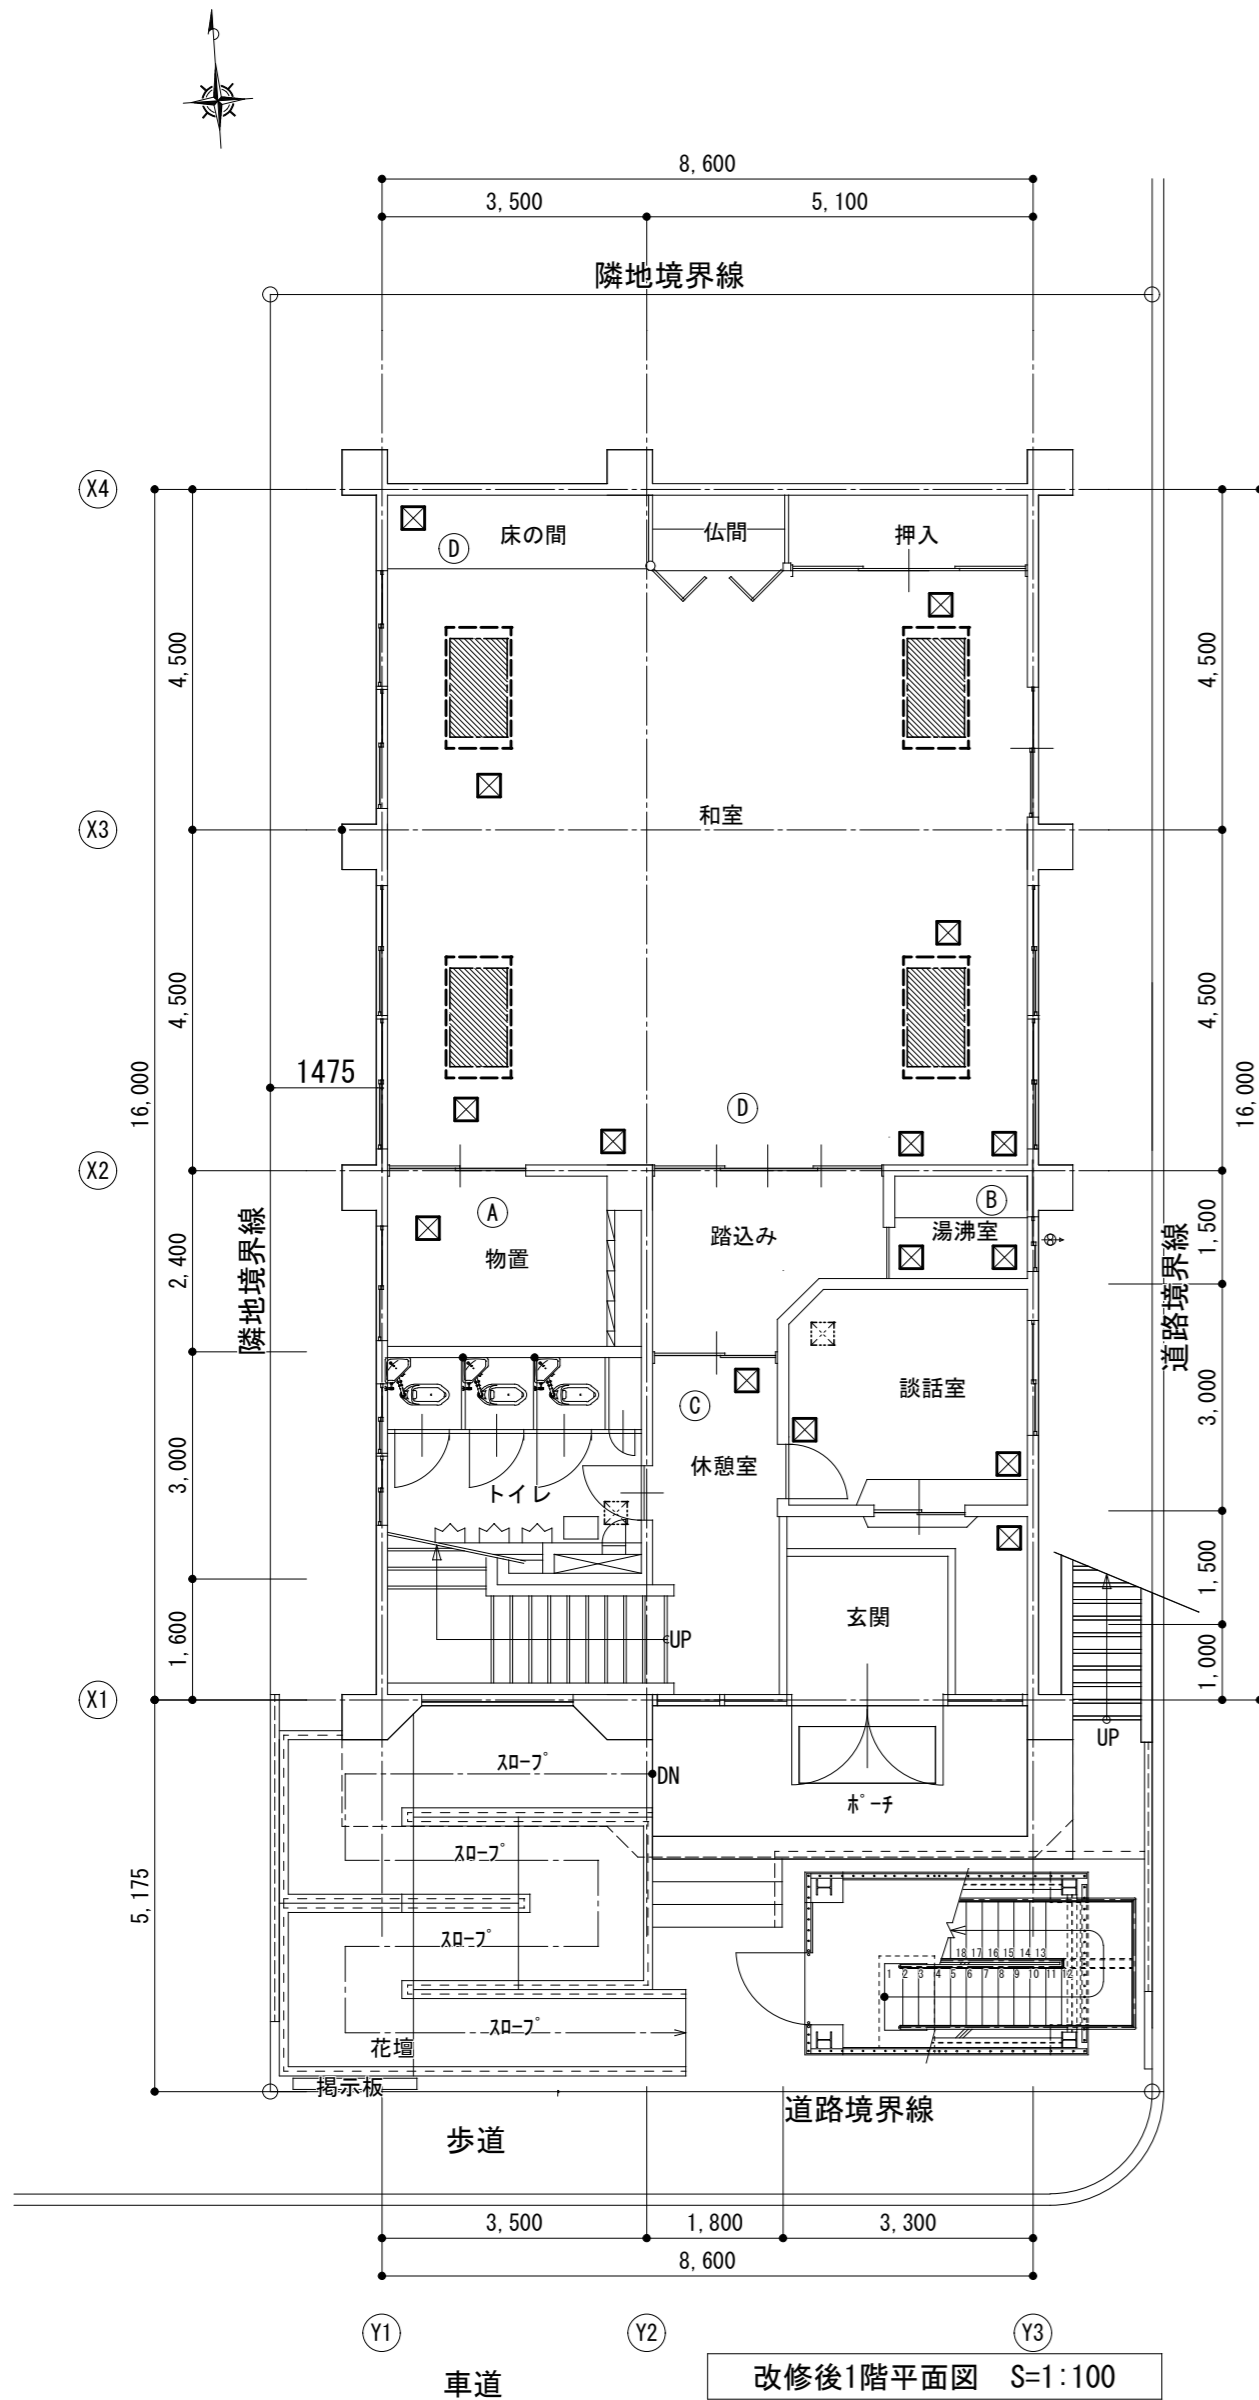 8,600
3,500
5,100
隣地境界線
X4
床の間
仏間
押入
D
4,500
4,500
X3
和室
4,500
4,500
1475
16,000
16,000
D
X2
A
B
物置
踏込み
湯沸室
隣地境界線
道路境界線
2,400
1,500
談話室
C
3,000
休憩室
3,000
トイレ
1,500
玄関
1,600
UP
1,000
X1
UP
スロープ
DN
ポーチ
スロープ
5,175
スロープ
18 17 16 15 14 13
1 2 3 4 5 6 7 8 9 10 11 12
スロープ
花壇
掲示板
道路境界線
歩道
3,500
1,800
3,300
8,600
Y1
Y2
Y3
車道
改修後1階平面図 S=1:100